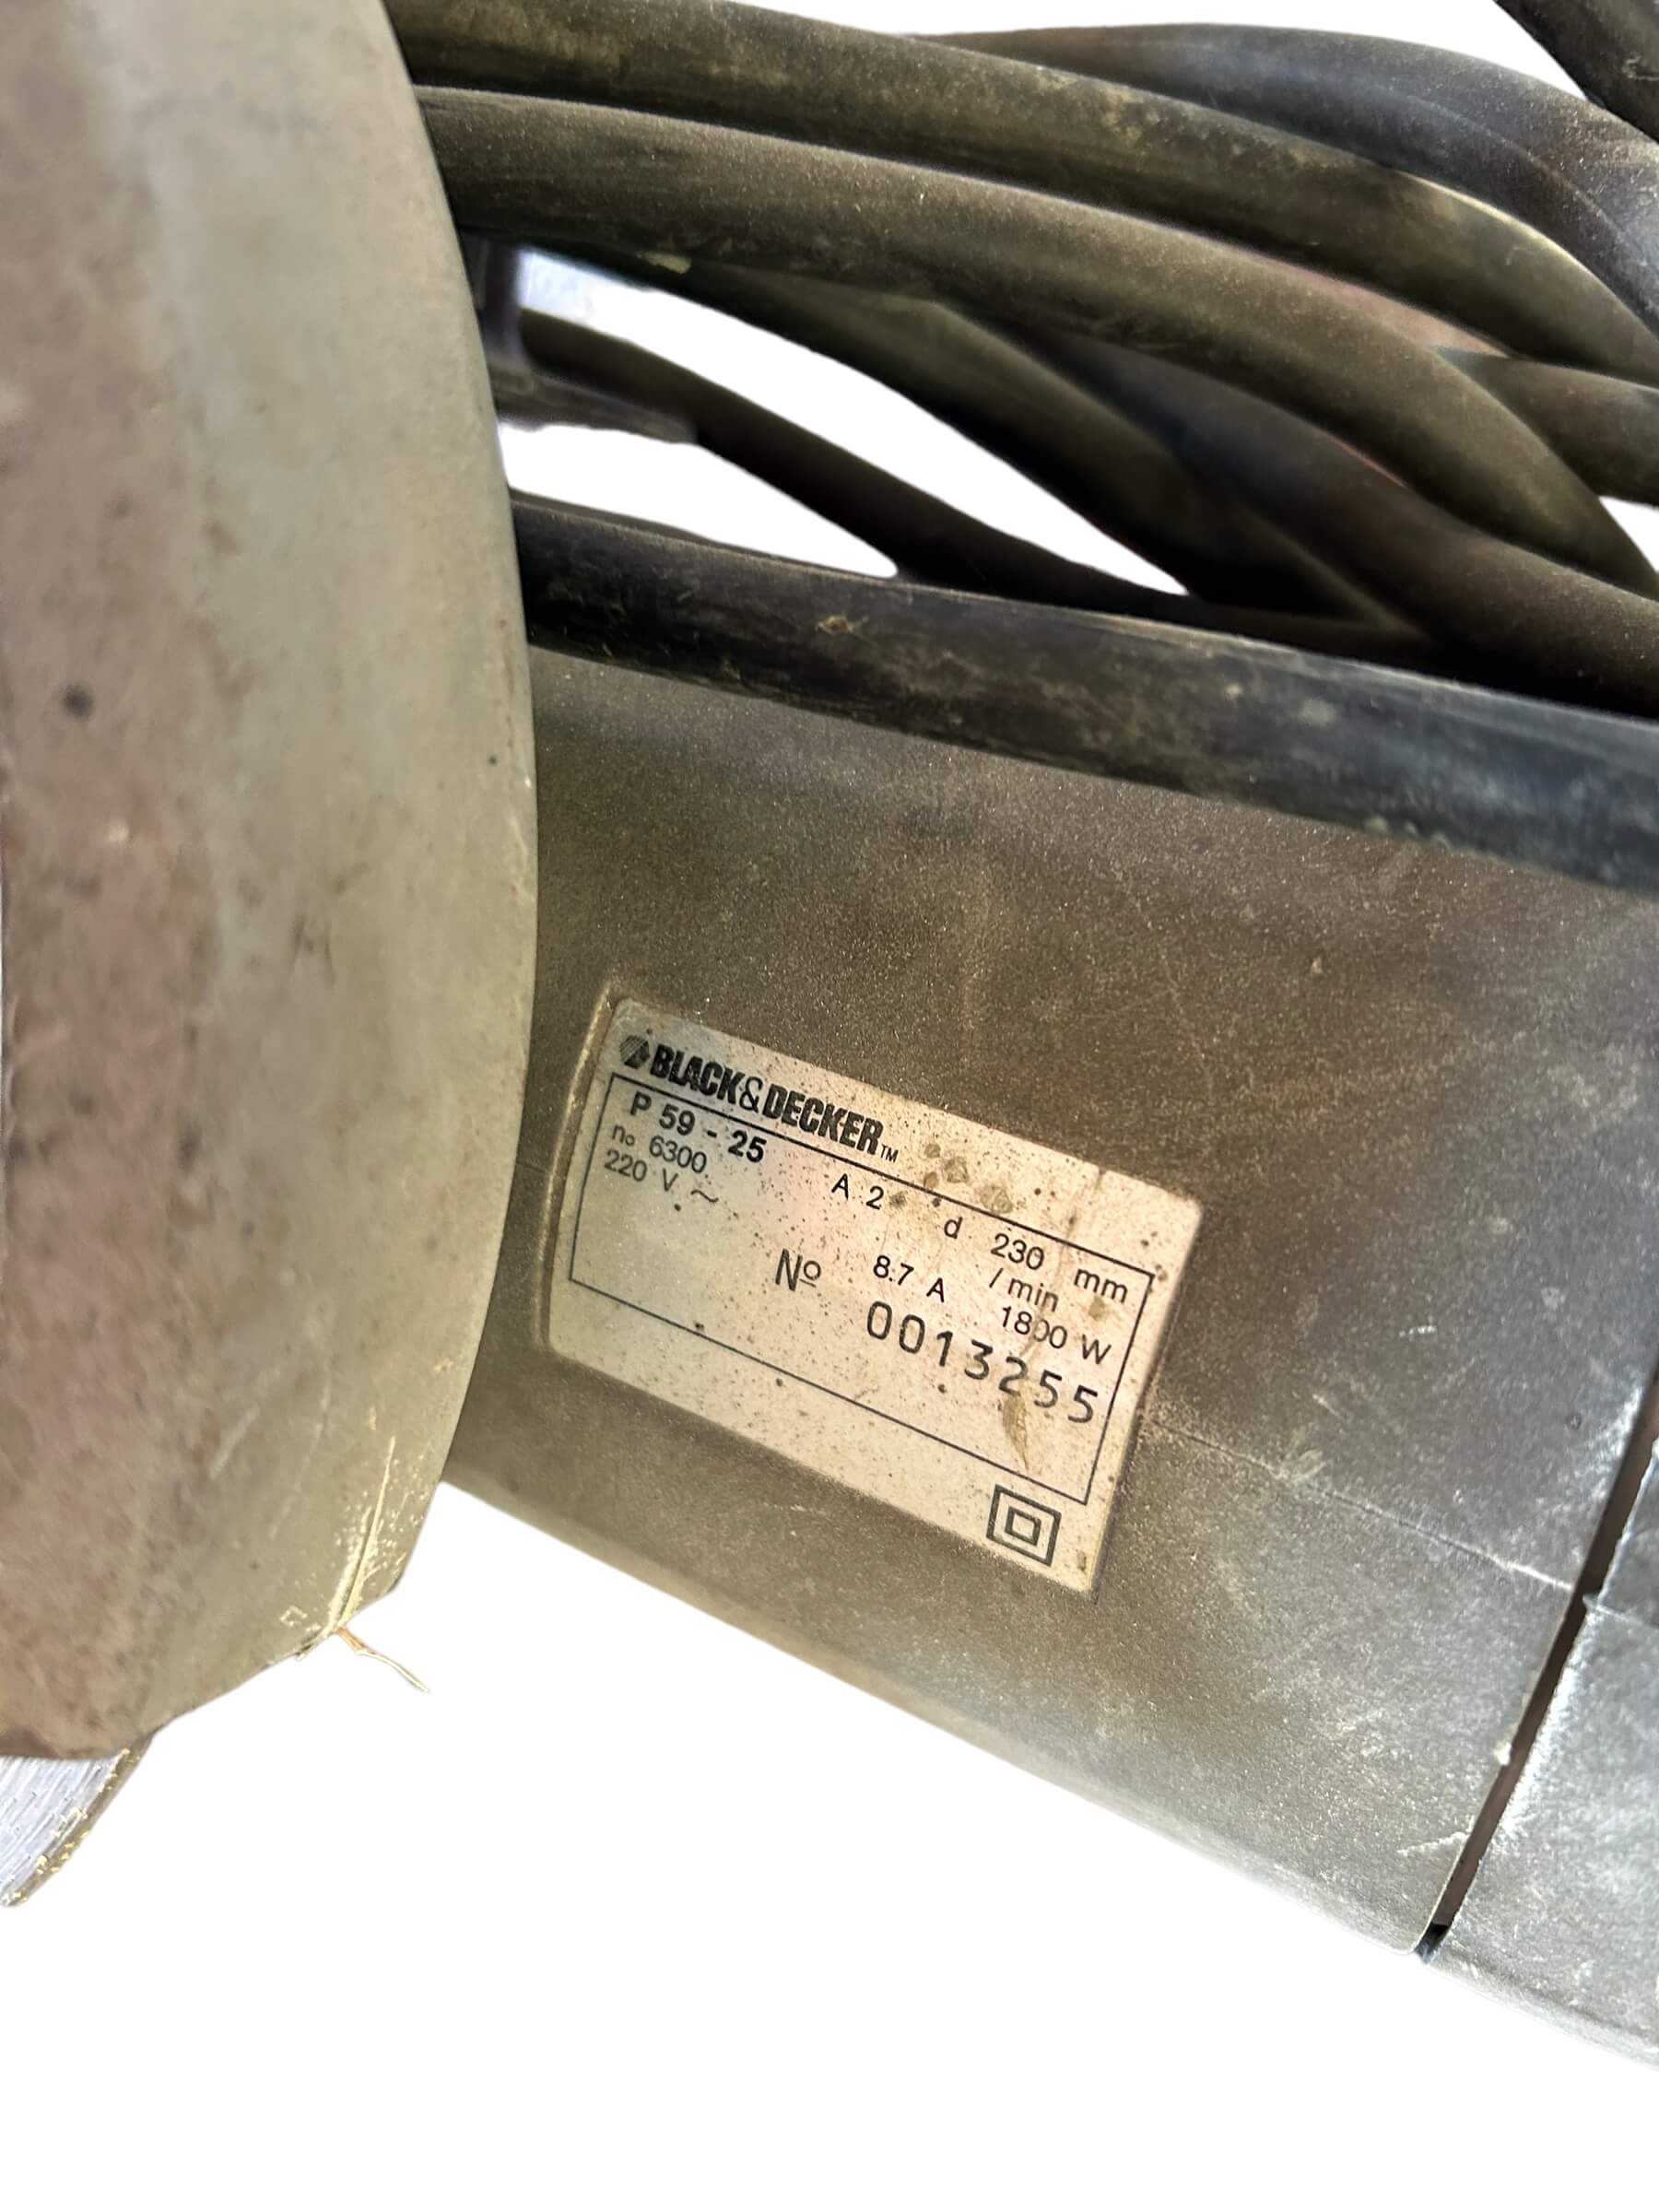 BLACK&DECKER™
P 59 - 25 A 2 d 230 mm
no 6300 /min
220 V ~ 8.7 A 1800 W
Nº 0013255